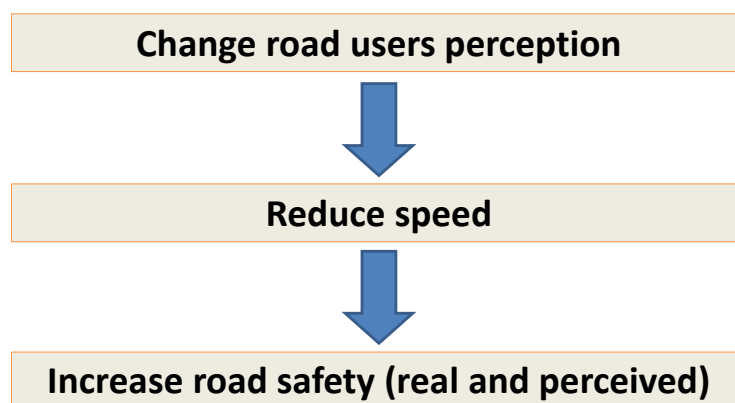 Change road users perception
Reduce speed
Increase road safety (real and perceived)